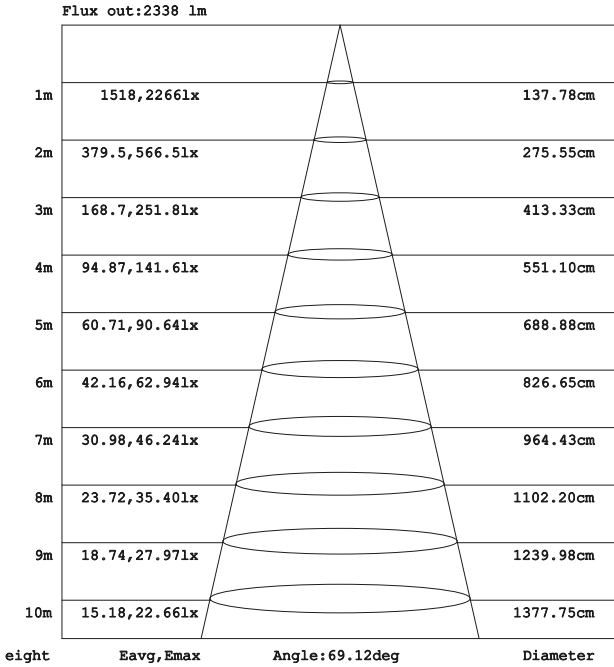 Flux out:2338 lm
1m 1518,2266lx 137.78cm
2m 379.5,566.5lx 275.55cm
3m 168.7,251.8lx 413.33cm
4m 94.87,141.6lx 551.10cm
5m 60.71,90.64lx 688.88cm
6m 42.16,62.94lx 826.65cm
7m 30.98,46.24lx 964.43cm
8m 23.72,35.40lx 1102.20cm
9m 18.74,27.97lx 1239.98cm
10m 15.18,22.66lx 1377.75cm
eight Eavg,Emax Angle:69.12deg Diameter